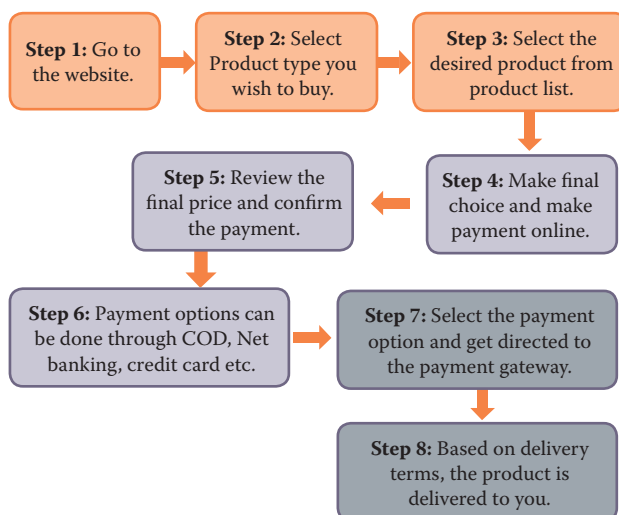 Step 1: Go to
the website.
Step 2: Select
Product type you
wish to buy.
Step 3: Select the
desired product from
product list.
Step 4: Make final
choice and make
payment online.
Step 5: Review the
final price and confirm
the payment.
Step 6: Payment options can
be done through COD, Net
banking, credit card etc.
Step 7: Select the payment
option and get directed to
the payment gateway.
Step 8: Based on delivery
terms, the product is
delivered to you.